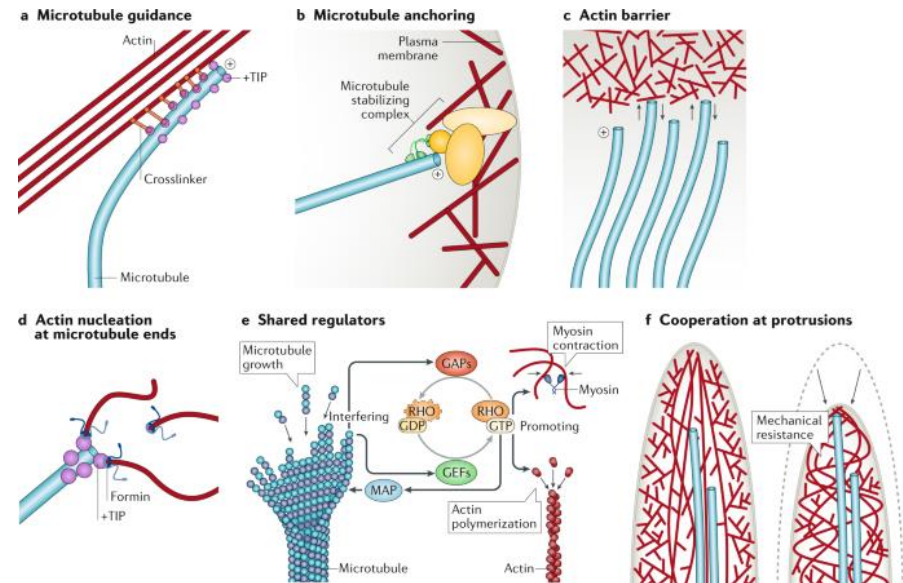 a Microtubule guidance
Actin
+
+TIP
Crosslinker
Microtubule
b Microtubule anchoring
Plasma
membrane
Microtubule
stabilizing
complex
+
c Actin barrier
+
d Actin nucleation
at microtubule ends
Formin
+TIP
e Shared regulators
Microtubule
growth
Interfering
GAPs
RHO
GDP
RHO
GTP
Promoting
GEFs
MAP
Myosin
contraction
Myosin
Actin
polymerization
Microtubule
Actin
f Cooperation at protrusions
Mechanical
resistance